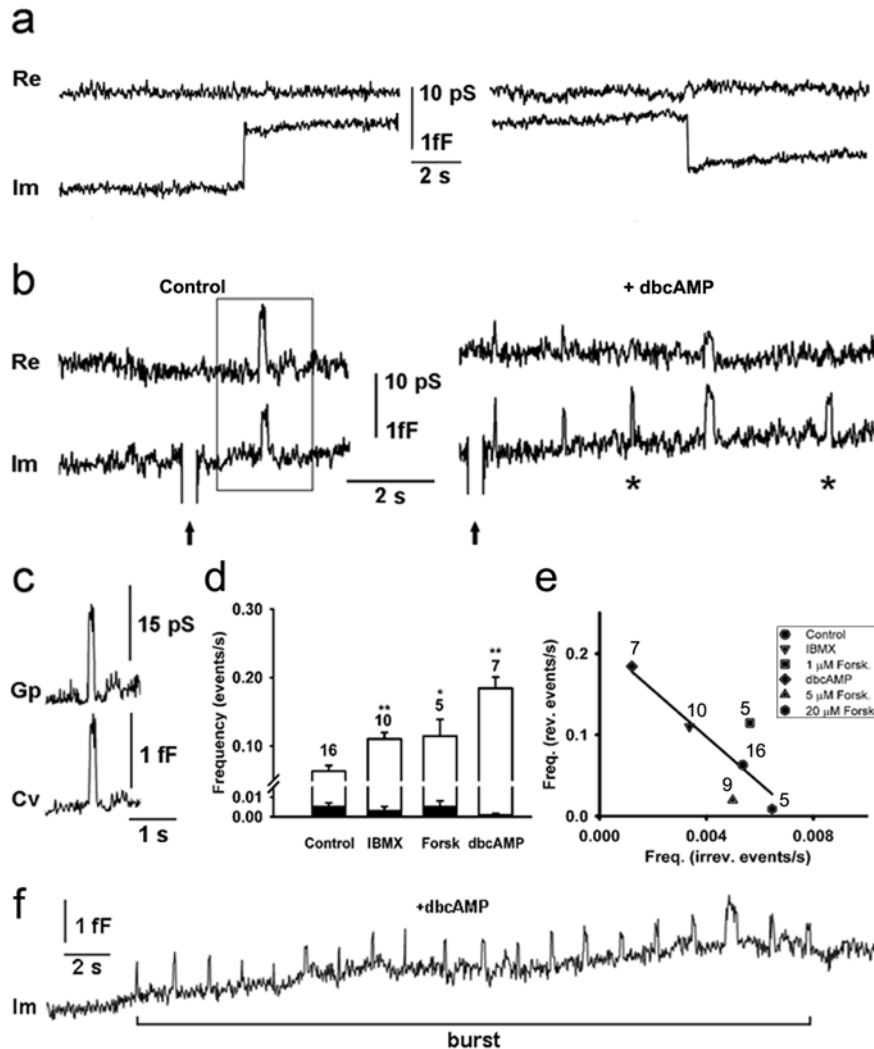 a
Re
10 pS
1fF
2 s
Im
b
Control
+ dbcAMP
Re
10 pS
1fF
Im
2 s
*
*
c
15 pS
Gp
1 fF
Cv
1 s
d
Frequency (events/s)
0.30
0.20
0.10
0.01
0.00
16
**
10
*
5
**
7
Control
IBMX
Forsk
dbcAMP
e
Freq. (rev. events/s)
0.2
0.1
0.0
7
10
5
16
9
5
Control
IBMX
1 µM Forsk.
dbcAMP
5 µM Forsk.
20 µM Forsk
0.000
0.004
0.008
Freq. (irrev. events/s)
f
1 fF
2 s
+dbcAMP
Im
burst